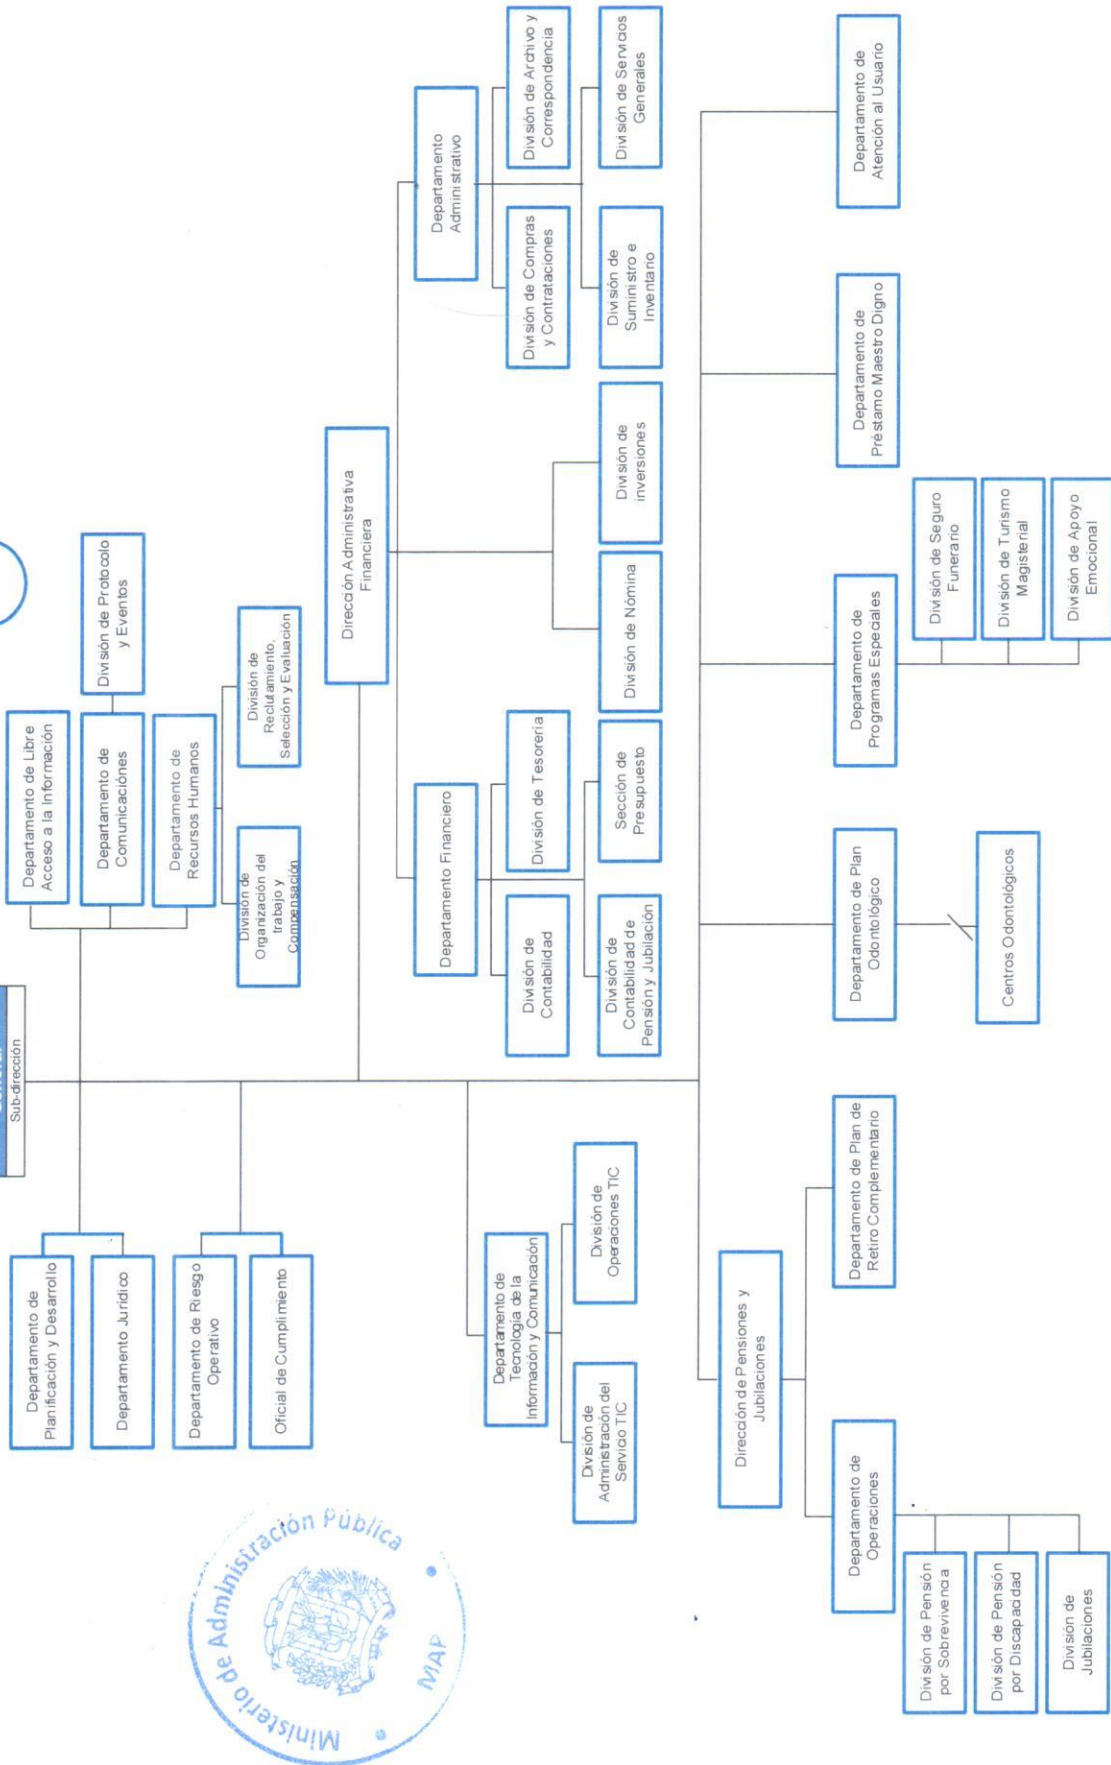 Sub-dirección
Departamento de
Planificación y Desarrollo
Departamento Jurídico
Departamento de Riesgo
Operativo
Oficial de Cumplimiento
Departamento de Libre
Acceso a la Información
Departamento de
Comunicaciónes
División de Protocolo
y Eventos
Departamento de
Recursos Humanos
División de
Organización del
trabajo y
Compensación
División de
Reclutamiento,
Selección y Evaluación
Dirección Administrativa
Financiera
Departamento Financiero
División de
Contabilidad
División de Tesorería
División de
Contabilidad de
Pensión y Jubilación
Sección de
Presupuesto
División de Nómina
División de
inversiones
Departamento
Administrativo
División de Compras
y Contrataciones
División de Archivo y
Correspondencia
División de
Suministro e
Inventario
División de Servicios
Generales
Departamento de
Tecnología de la
Información y Comunicación
División de
Administración del
Servicio TIC
División de
Operaciones TIC
Dirección de Pensiones y
Jubilaciones
Departamento de
Operaciones
División de Pensión
por Sobrevivencia
División de Pensión
por Discapacidad
División de
Jubilaciones
Departamento de Plan de
Retiro Complementario
Departamento de Plan
Odontológico
Centros Odontológicos
Departamento de
Programas Especiales
División de Seguro
Funerario
División de Turismo
Magisterial
División de Apoyo
Emocional
Departamento de
Préstamo Maestro Digno
Departamento de
Atención al Usuario
Ministerio de Administración Pública
MAP